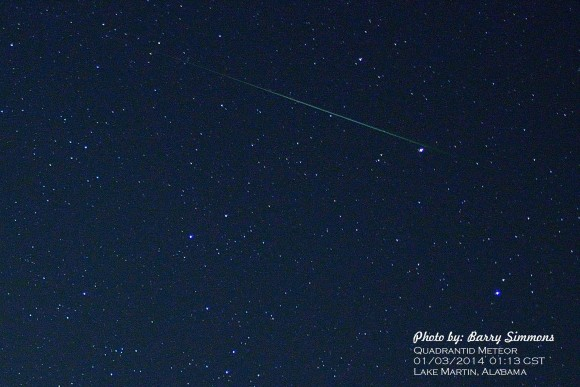 Photo by: Barry Simmons
Quadrantid Meteor
01/03/2014 01:13 CST
Lake Martin, Alabama